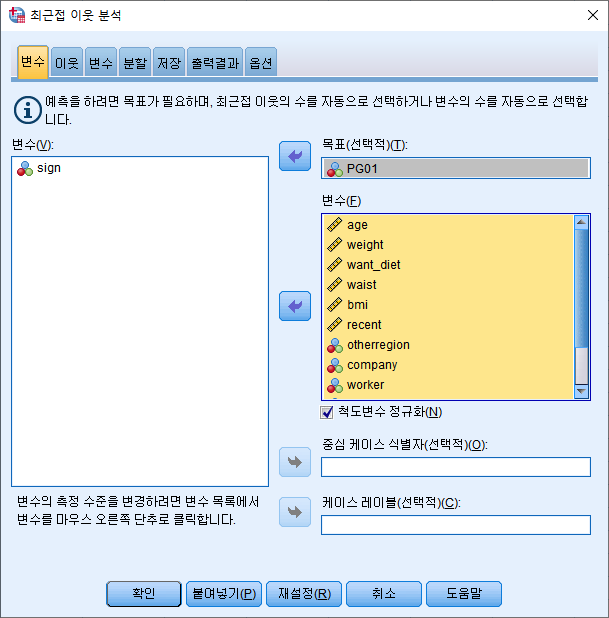 최근접 이웃 분석
변수 이웃 변수 분할 저장 출력결과 옵션
예측을 하려면 목표가 필요하며, 최근접 이웃의 수를 자동으로 선택하거나 변수의 수를 자동으로 선택합
니다.
변수(V):
sign
목표(선택적)(T):
PG01
변수(F)
age
weight
want_diet
waist
bmi
recent
otherregion
company
worker
척도변수 정규화(N)
중심 케이스 식별자(선택적)(O):
케이스 레이블(선택적)(C):
변수의 측정 수준을 변경하려면 변수 목록에서
변수를 마우스 오른쪽 단추로 클릭합니다.
확인 붙여넣기(P) 재설정(R) 취소 도움말